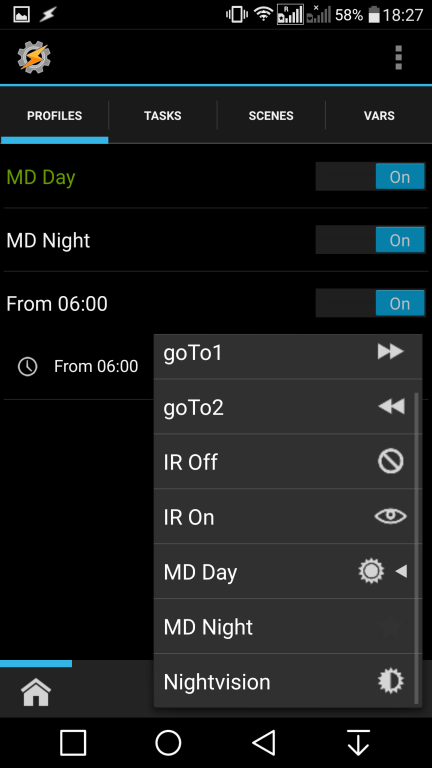 R
58% 18:27
PROFILES TASKS SCENES VARS
MD Day On
MD Night On
From 06:00 On
From 06:00
goTo1
goTo2
IR Off
IR On
MD Day
MD Night
Nightvision